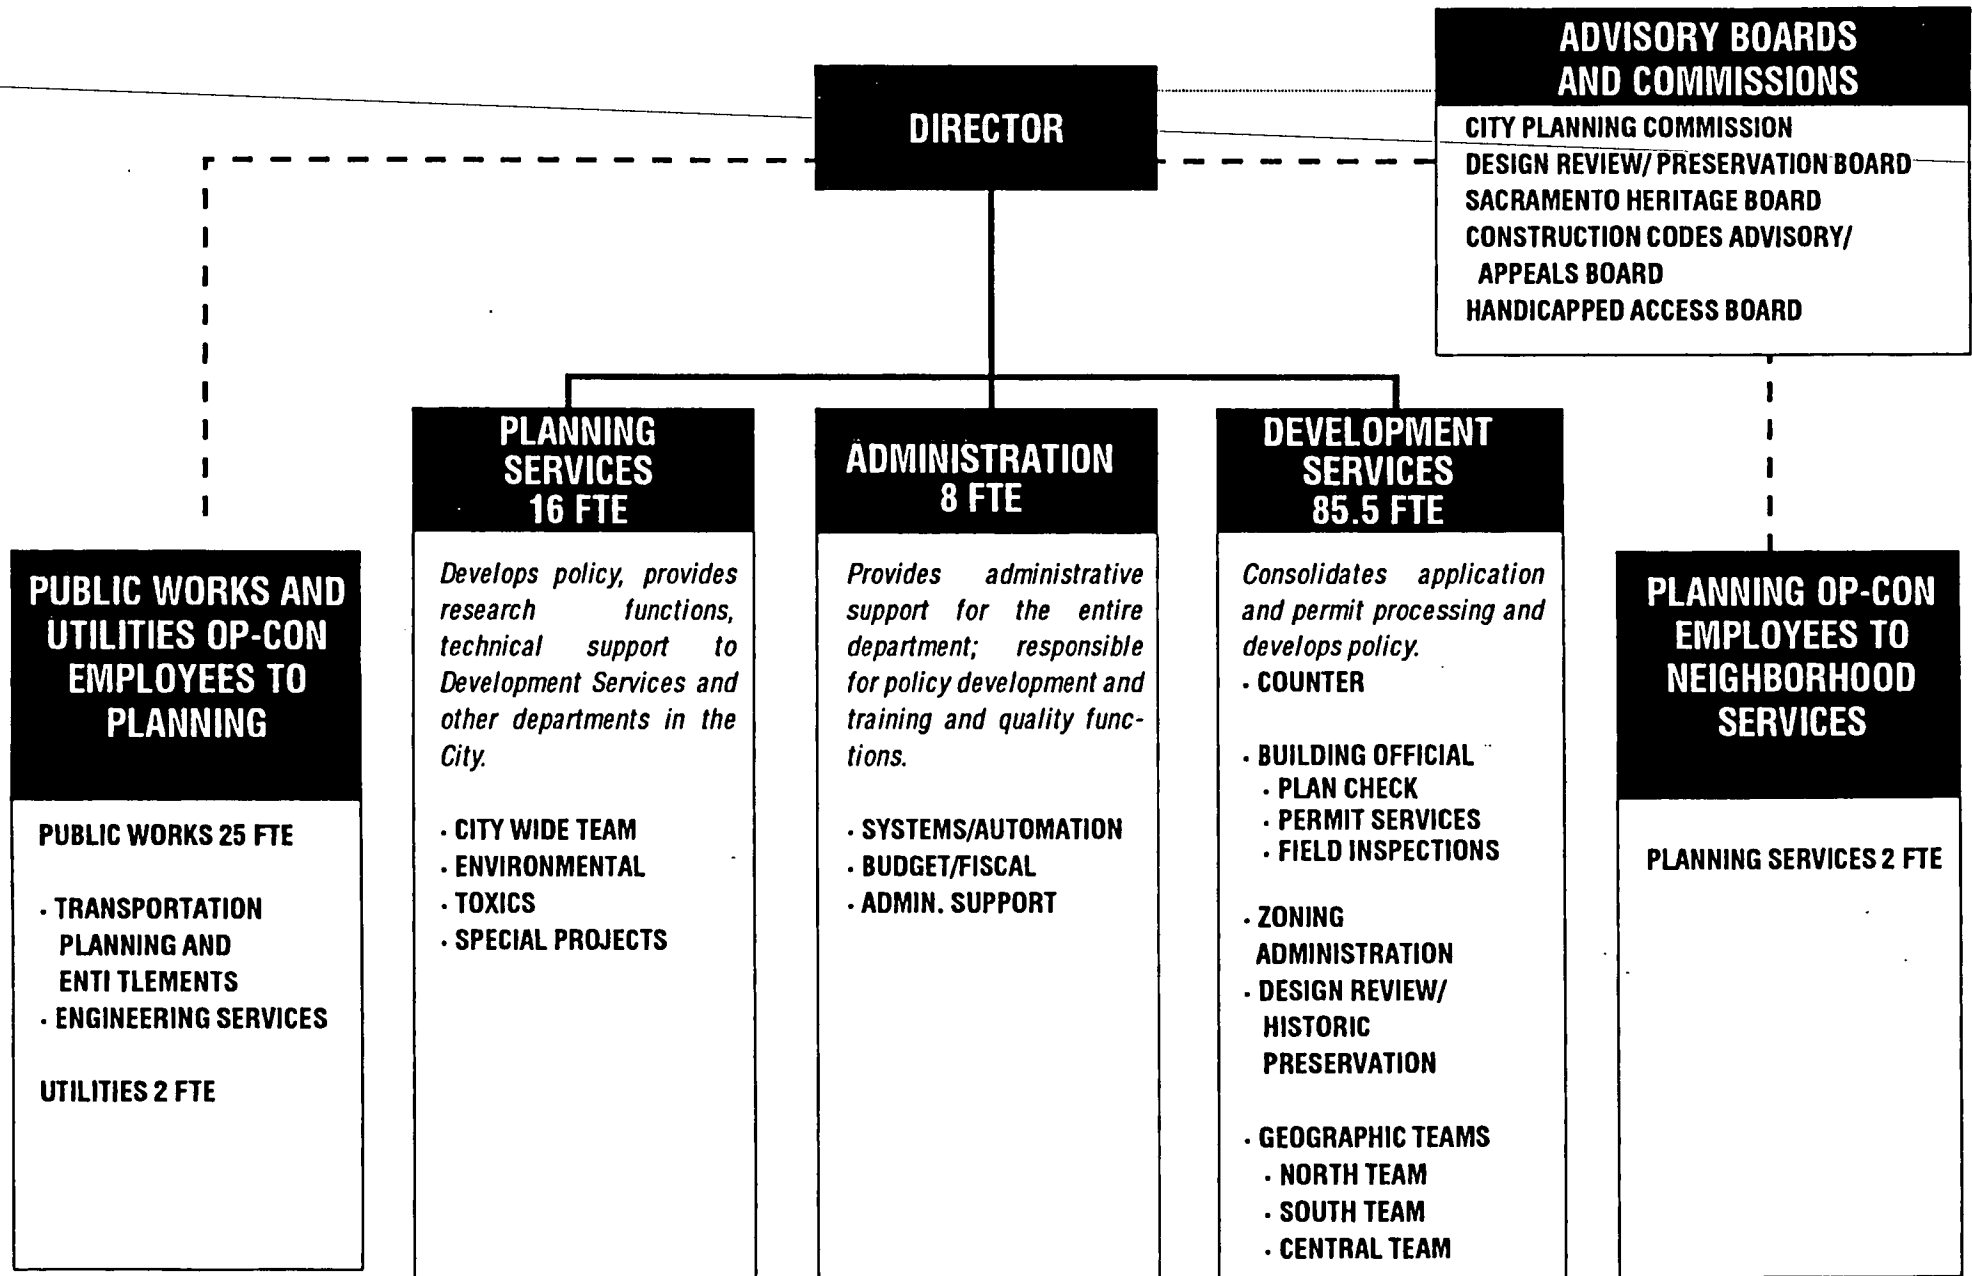 ADVISORY BOARDS
AND COMMISSIONS
CITY PLANNING COMMISSION
DESIGN REVIEW/ PRESERVATION BOARD
SACRAMENTO HERITAGE BOARD
CONSTRUCTION CODES ADVISORY/
APPEALS BOARD
HANDICAPPED ACCESS BOARD
DIRECTOR
PUBLIC WORKS AND
UTILITIES OP-CON
EMPLOYEES TO
PLANNING
PUBLIC WORKS 25 FTE
· TRANSPORTATION
PLANNING AND
ENTI TLEMENTS
· ENGINEERING SERVICES
UTILITIES 2 FTE
PLANNING
SERVICES
16 FTE
Develops policy, provides
research functions,
technical support to
Development Services and
other departments in the
City.
· CITY WIDE TEAM
· ENVIRONMENTAL
· TOXICS
· SPECIAL PROJECTS
ADMINISTRATION
8 FTE
Provides administrative
support for the entire
department; responsible
for policy development and
training and quality func-
tions.
· SYSTEMS/AUTOMATION
· BUDGET/FISCAL
· ADMIN. SUPPORT
DEVELOPMENT
SERVICES
85.5 FTE
Consolidates application
and permit processing and
develops policy.
· COUNTER
· BUILDING OFFICIAL
· PLAN CHECK
· PERMIT SERVICES
· FIELD INSPECTIONS
· ZONING
ADMINISTRATION
· DESIGN REVIEW/
HISTORIC
PRESERVATION
· GEOGRAPHIC TEAMS
· NORTH TEAM
· SOUTH TEAM
· CENTRAL TEAM
PLANNING OP-CON
EMPLOYEES TO
NEIGHBORHOOD
SERVICES
PLANNING SERVICES 2 FTE